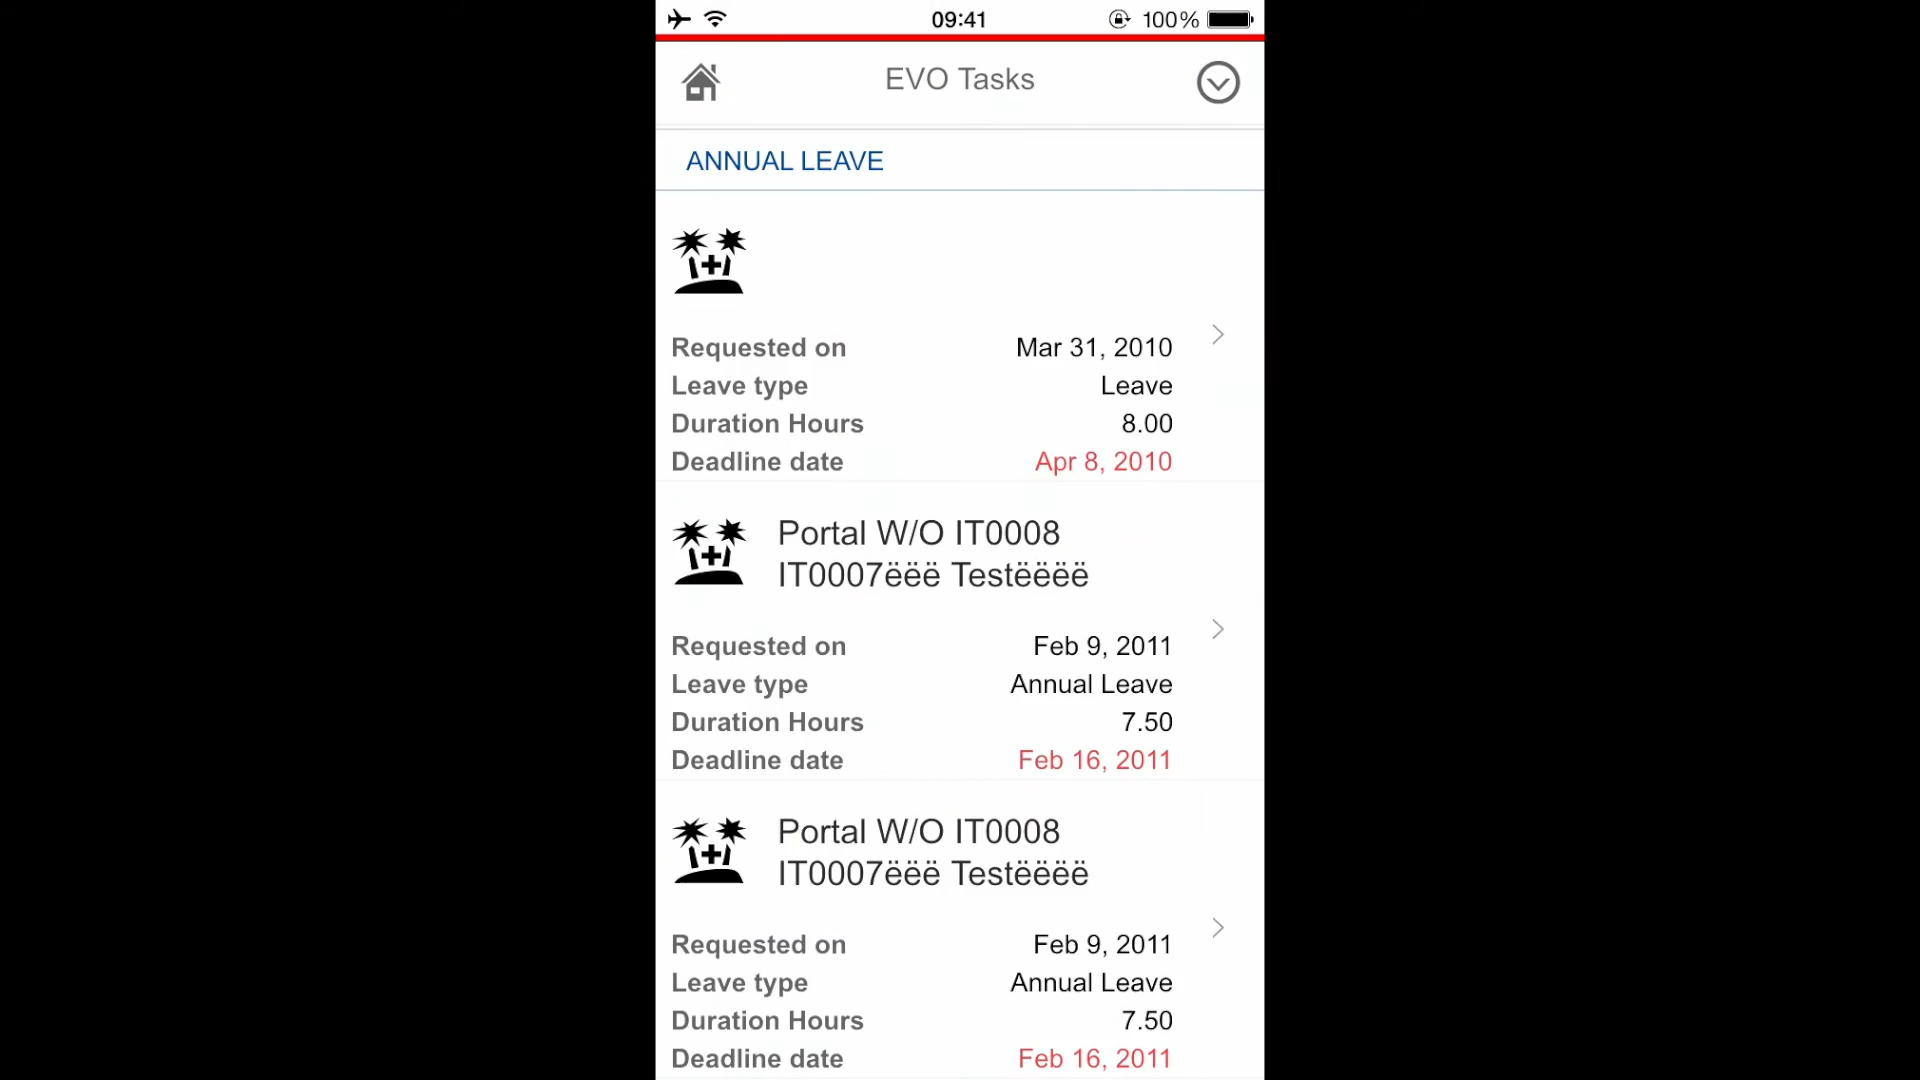 09:41
100%
EVO Tasks
ANNUAL LEAVE
Requested on Mar 31, 2010
Leave type Leave
Duration Hours 8.00
Deadline date Apr 8, 2010
Portal W/O IT0008
IT0007ëëë Testëëëë
Requested on Feb 9, 2011
Leave type Annual Leave
Duration Hours 7.50
Deadline date Feb 16, 2011
Portal W/O IT0008
IT0007ëëë Testëëëë
Requested on Feb 9, 2011
Leave type Annual Leave
Duration Hours 7.50
Deadline date Feb 16, 2011